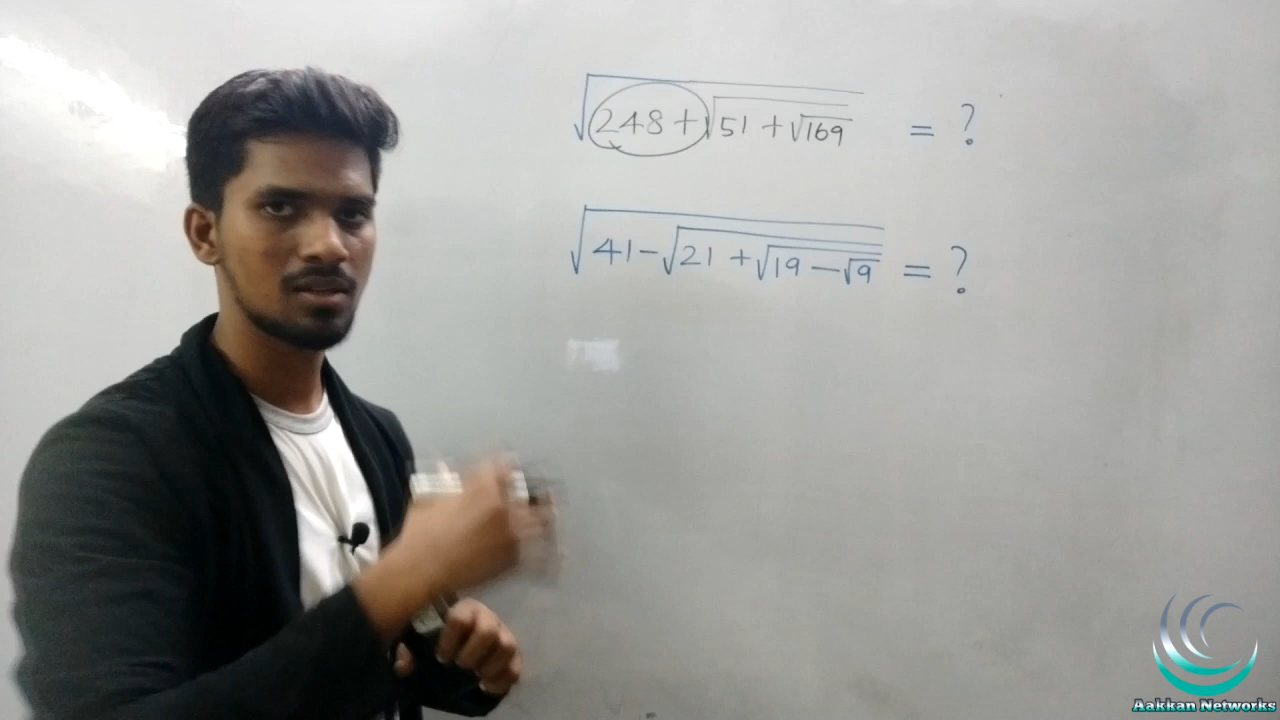 √248+√51+√169 = ?
√41-√21+√19-√9 = ?
Aakkan Networks